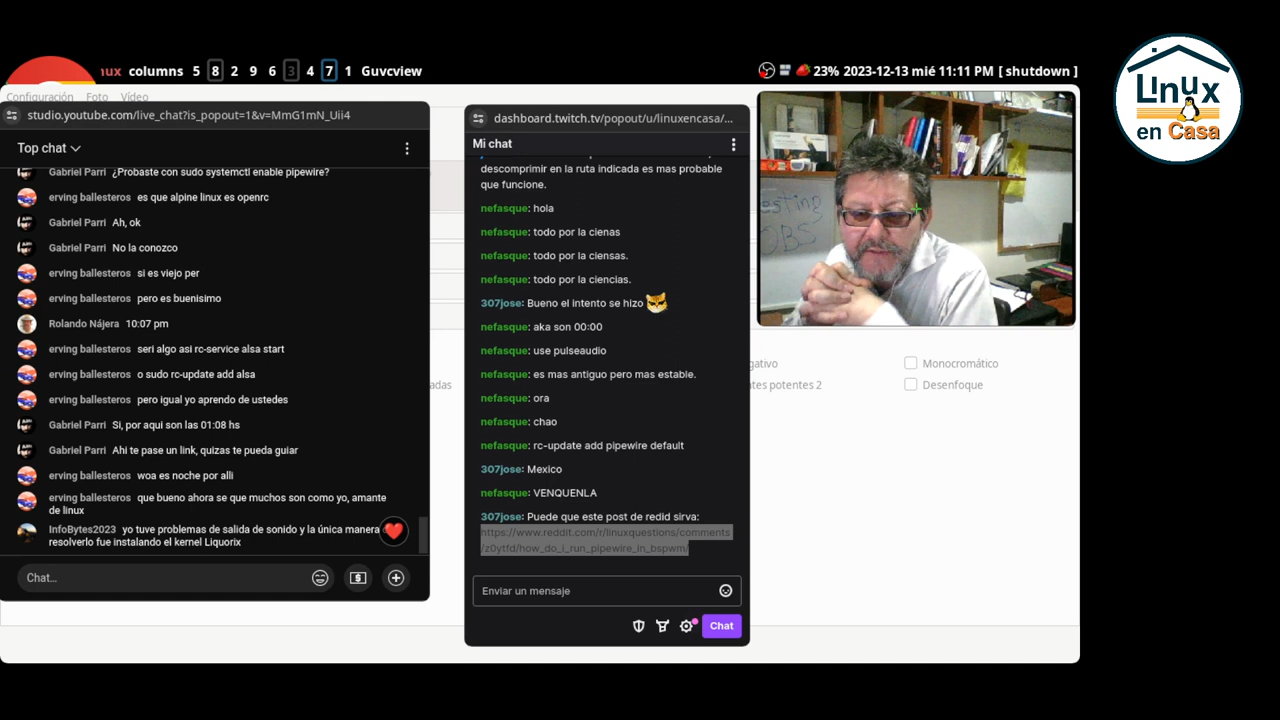 ux columns 5 8 2 9 6 3 4 7 1 Guvcview
23% 2023-12-13 mié 11:11 PM [ shutdown ]
Linux
en Casa
Configuración Foto Vídeo
studio.youtube.com/live_chat?is_popout=1&v=MmG1mN_Uii4
Top chat
Gabriel Parri ¿Probaste con sudo systemctl enable pipewire?
erving ballesteros es que alpine linux es openrc
Gabriel Parri Ah, ok
Gabriel Parri No la conozco
erving ballesteros si es viejo per
erving ballesteros pero es buenisimo
Rolando Nájera 10:07 pm
erving ballesteros seri algo asi rc-service alsa start
erving ballesteros o sudo rc-update add alsa
erving ballesteros pero igual yo aprendo de ustedes
Gabriel Parri Si, por aqui son las 01:08 hs
Gabriel Parri Ahi te pase un link, quizas te pueda guiar
erving ballesteros woa es noche por alli
erving ballesteros que bueno ahora se que muchos son como yo, amante
de linux
InfoBytes2023 yo tuve problemas de salida de sonido y la única manera
resolverlo fue instalando el kernel Liquorix
Chat…
dashboard.twitch.tv/popout/u/linuxencasa/…
Mi chat
descomprimir en la ruta indicada es mas probable
que funcione.
nefasque: hola
nefasque: todo por la cienas
nefasque: todo por la ciensas.
nefasque: todo por la ciencias.
307jose: Bueno el intento se hizo
nefasque: aka son 00:00
nefasque: use pulseaudio
nefasque: es mas antiguo pero mas estable.
nefasque: ora
nefasque: chao
nefasque: rc-update add pipewire default
307jose: Mexico
nefasque: VENQUENLA
307jose: Puede que este post de redid sirva:
https://www.reddit.com/r/linuxquestions/comments
/z0ytfd/how_do_i_run_pipewire_in_bspwm/
Enviar un mensaje
Chat
esting
OBS
gativo
Monocromático
adas
tes potentes 2
Desenfoque